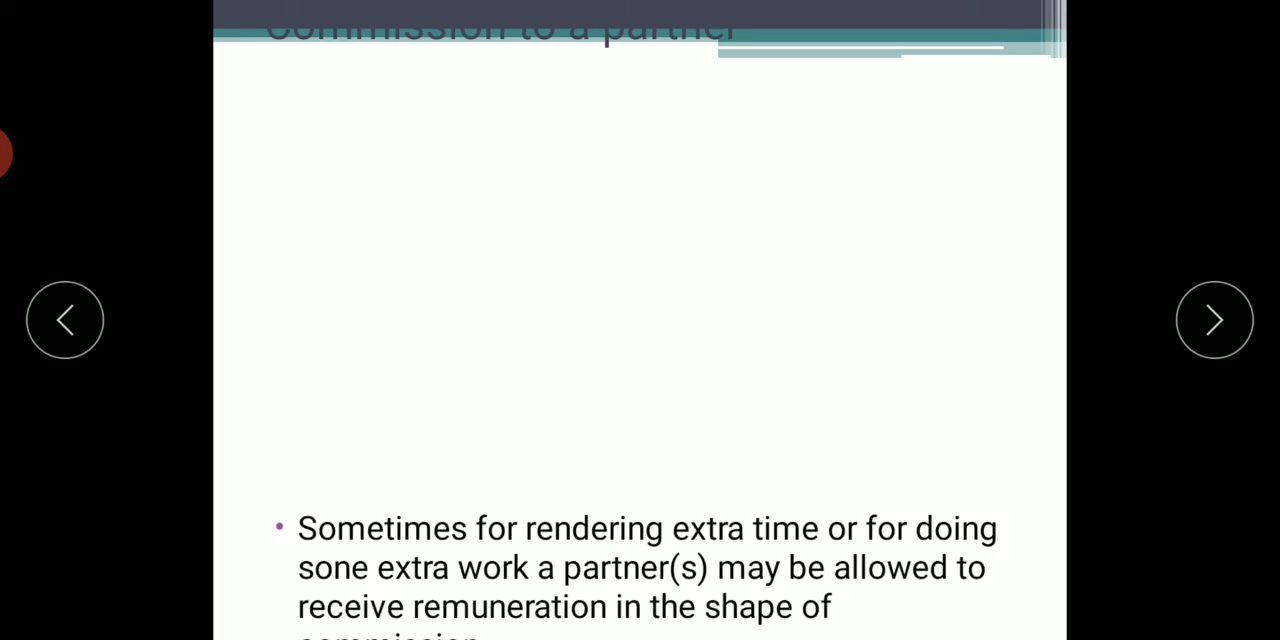 Commission to a partner
• Sometimes for rendering extra time or for doing
sone extra work a partner(s) may be allowed to
receive remuneration in the shape of
commission